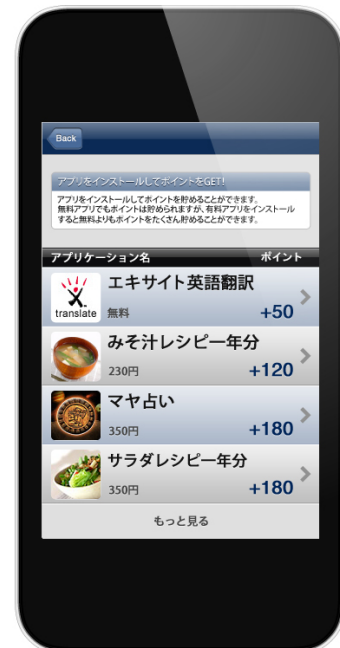 Back
アプリをインストールしてポイントをGET!
アプリをインストールしてポイントを貯めることができます。
無料アプリでもポイントは貯められますが、有料アプリをインストール
すると無料よりもポイントをたくさん貯めることができます。
アプリケーション名 ポイント
エキサイト英語翻訳
translate 無料 +50
みそ汁レシピ一年分
230円 +120
マヤ占い
350円 +180
サラダレシピ一年分
350円 +180
もっと見る